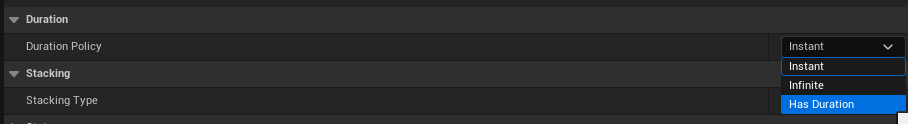 Duration
Duration Policy
Instant
Instant
Infinite
Has Duration
Stacking
Stacking Type